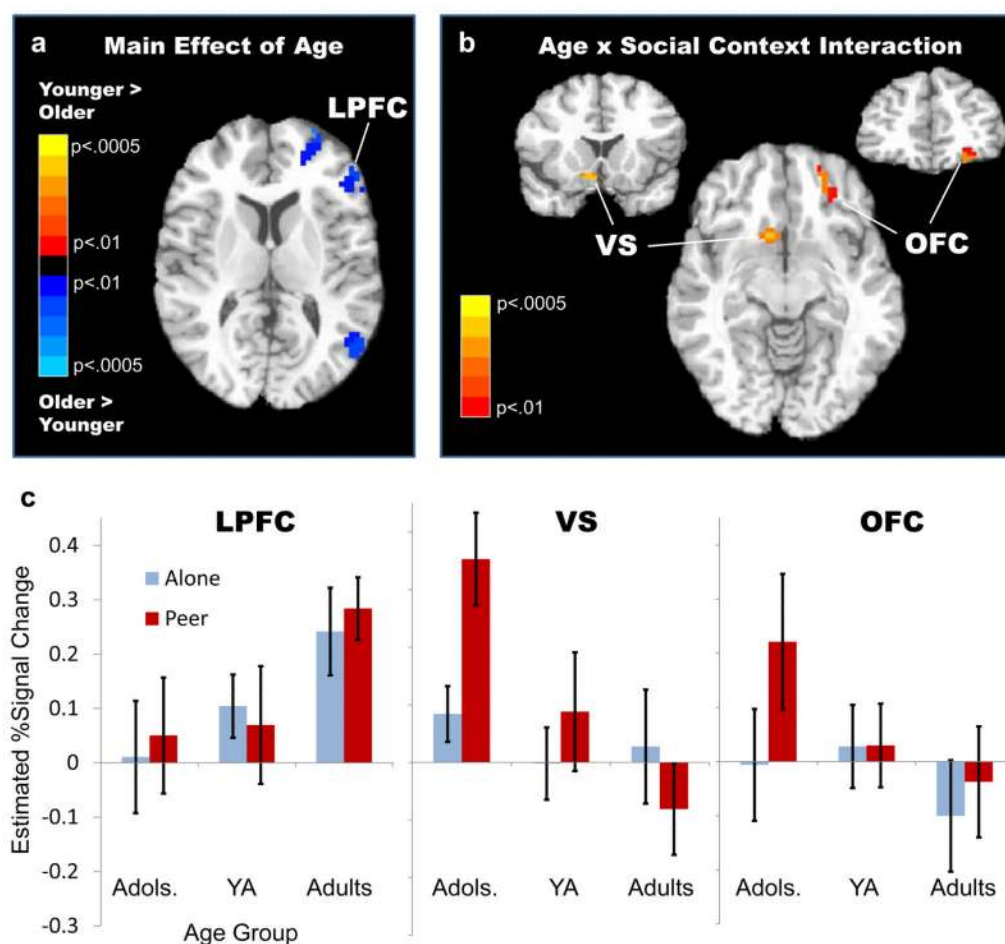 a
Main Effect of Age
Younger >
Older
LPFC
p<.0005
p<.01
p<.01
p<.0005
Older >
Younger
b
Age x Social Context Interaction
VS
OFC
p<.0005
p<.01
c
LPFC
VS
OFC
Estimated %Signal Change
0.4
0.3
0.2
0.1
0
-0.1
-0.2
-0.3
Alone
Peer
Adols. YA Adults
Adols. YA Adults
Adols. YA Adults
Age Group